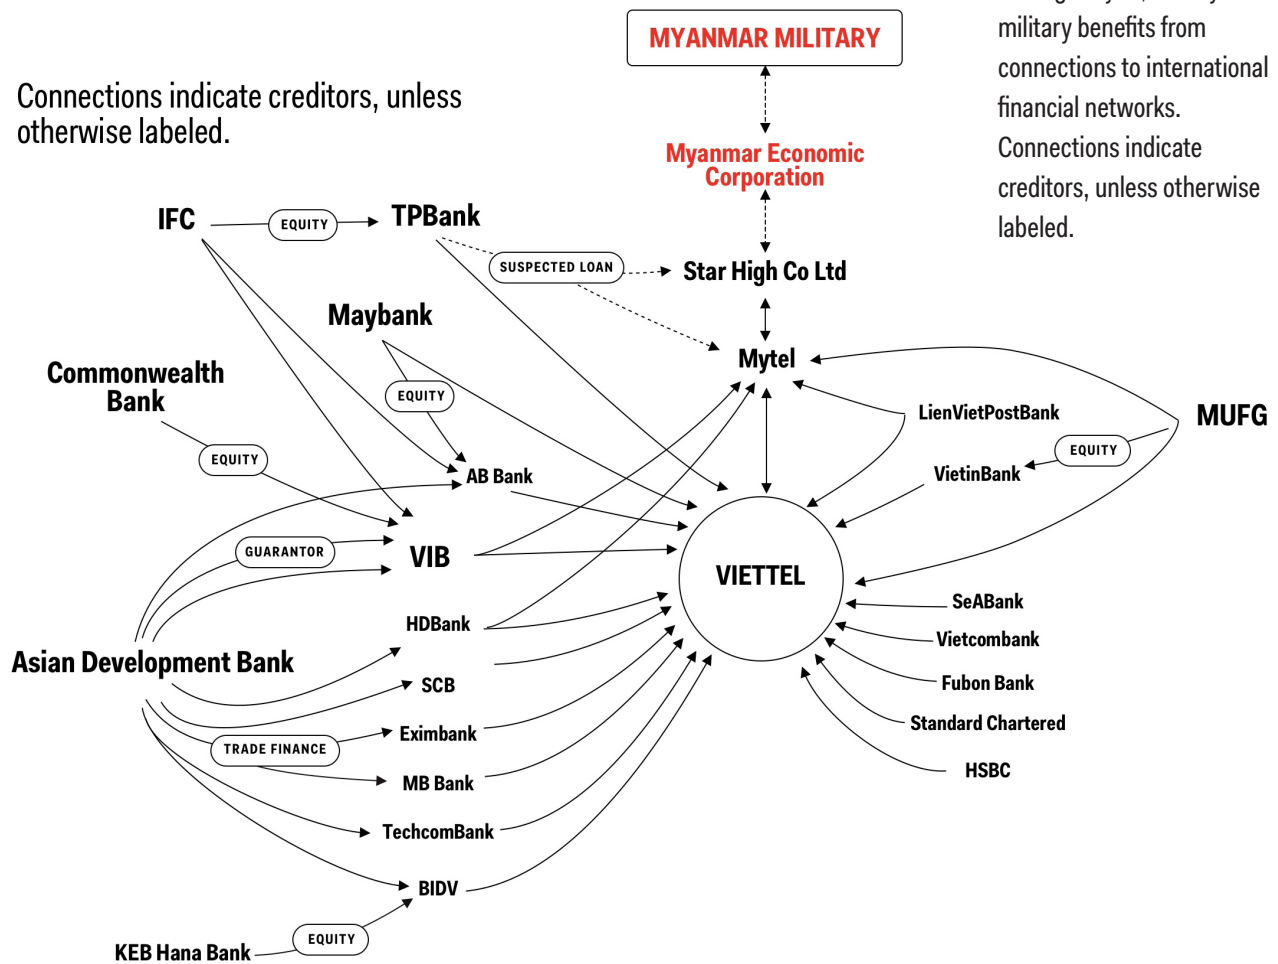 military benefits from
connections to international
financial networks.
Connections indicate
creditors, unless otherwise
labeled.
MYANMAR MILITARY
Connections indicate creditors, unless
otherwise labeled.
Myanmar Economic
Corporation
IFC
EQUITY
TPBank
SUSPECTED LOAN
Star High Co Ltd
Maybank
Mytel
Commonwealth
Bank
EQUITY
LienVietPostBank
MUFG
EQUITY
EQUITY
AB Bank
VietinBank
GUARANTOR
VIB
VIETTEL
HDBank
SeABank
Vietcombank
Asian Development Bank
SCB
Fubon Bank
Eximbank
Standard Chartered
TRADE FINANCE
MB Bank
HSBC
TechcomBank
BIDV
EQUITY
KEB Hana Bank